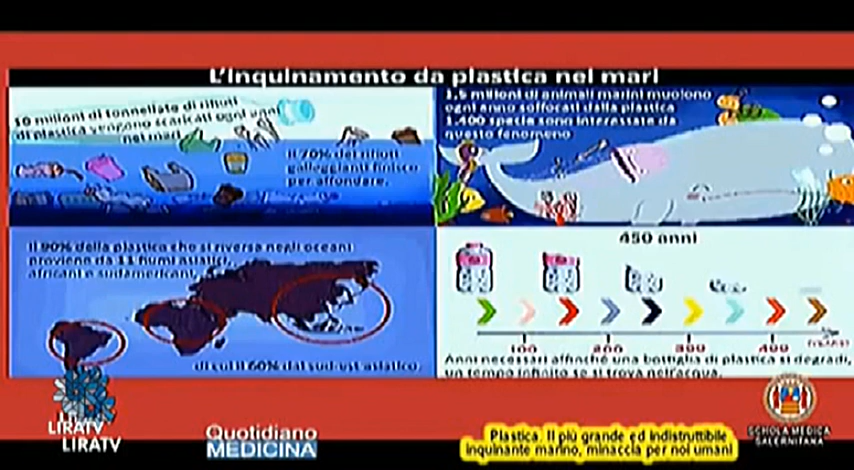 L'inquinamento da plastica nei mari
10 milioni di tonnellate di rifiuti
di plastica vengono scaricati ogni anno
nei mari
Il 70% dei rifiuti
galleggianti finisce
per affondare.
1,5 milioni di animali marini muoiono
ogni anno soffocati dalla plastica
1.400 specie sono interessate da
questo fenomeno
Il 90% della plastica che si riversa negli oceani
proviene da 11 fiumi asiatici,
africani e sudamericani,
di cui il 60% dal sud-est asiatico
450 anni
100 200 300 400
Anni necessari affinché una bottiglia di plastica si degradi,
un tempo infinito se si trova nell'acqua.
LIRATV
LIRATV
Quotidiano
MEDICINA
Plastica. Il più grande ed indistruttibile
inquinante marino, minaccia per noi umani
SCHOLA MEDICA
SALERNITANA